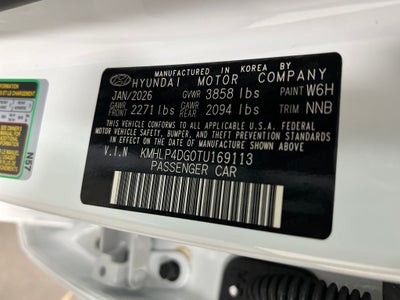 MANUFACTURED IN KOREA BY
HYUNDAI MOTOR COMPANY
JAN/2026 GVWR 3858 lbs PAINT W6H
GAWR FRONT 2271 lbs GAWR REAR 2094 lbs TRIM NNB
THIS VEHICLE CONFORMS TO ALL APPLICABLE U.S.A. FEDERAL
MOTOR VEHICLE SAFETY, BUMPER, AND THEFT PREVENTION STANDARDS
IN EFFECT ON THE DATE OF MANUFACTURE SHOWN ABOVE.
V.I.N KMHLP4DG0TU169113
PASSENGER CAR
N57